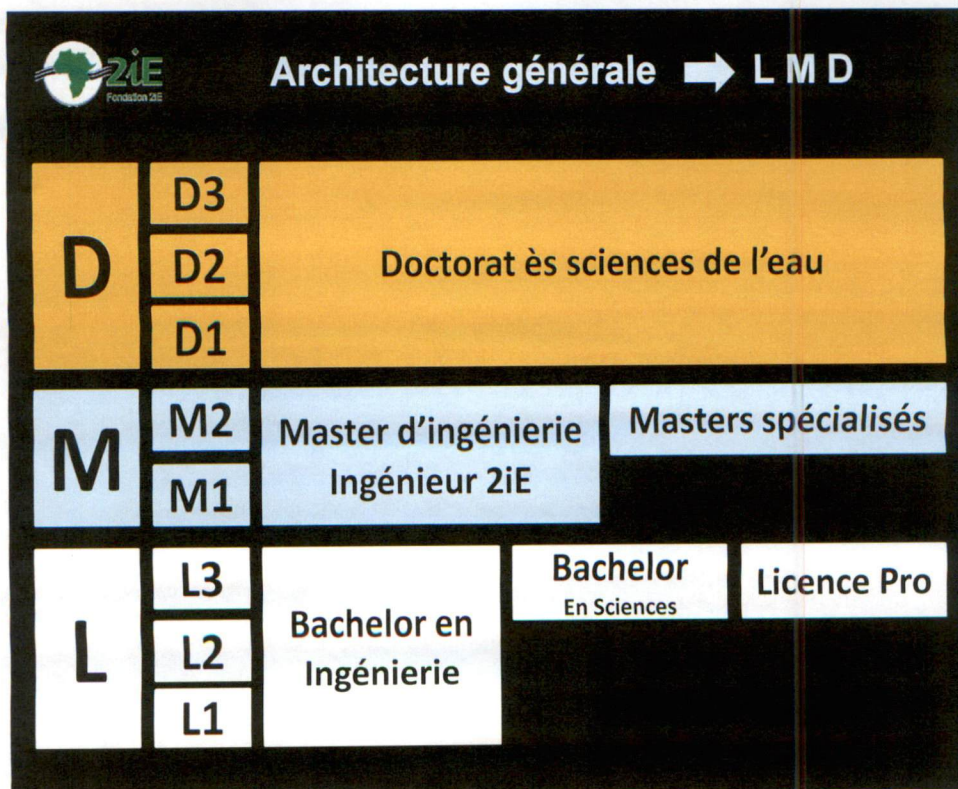 2iE
Fondation 2iE
Architecture générale ➡ L M D
D
D3
D2
D1
Doctorat ès sciences de l'eau
M
M2
M1
Master d'ingénierie
Ingénieur 2iE
Masters spécialisés
L
L3
L2
L1
Bachelor en
Ingénierie
Bachelor
En Sciences
Licence Pro